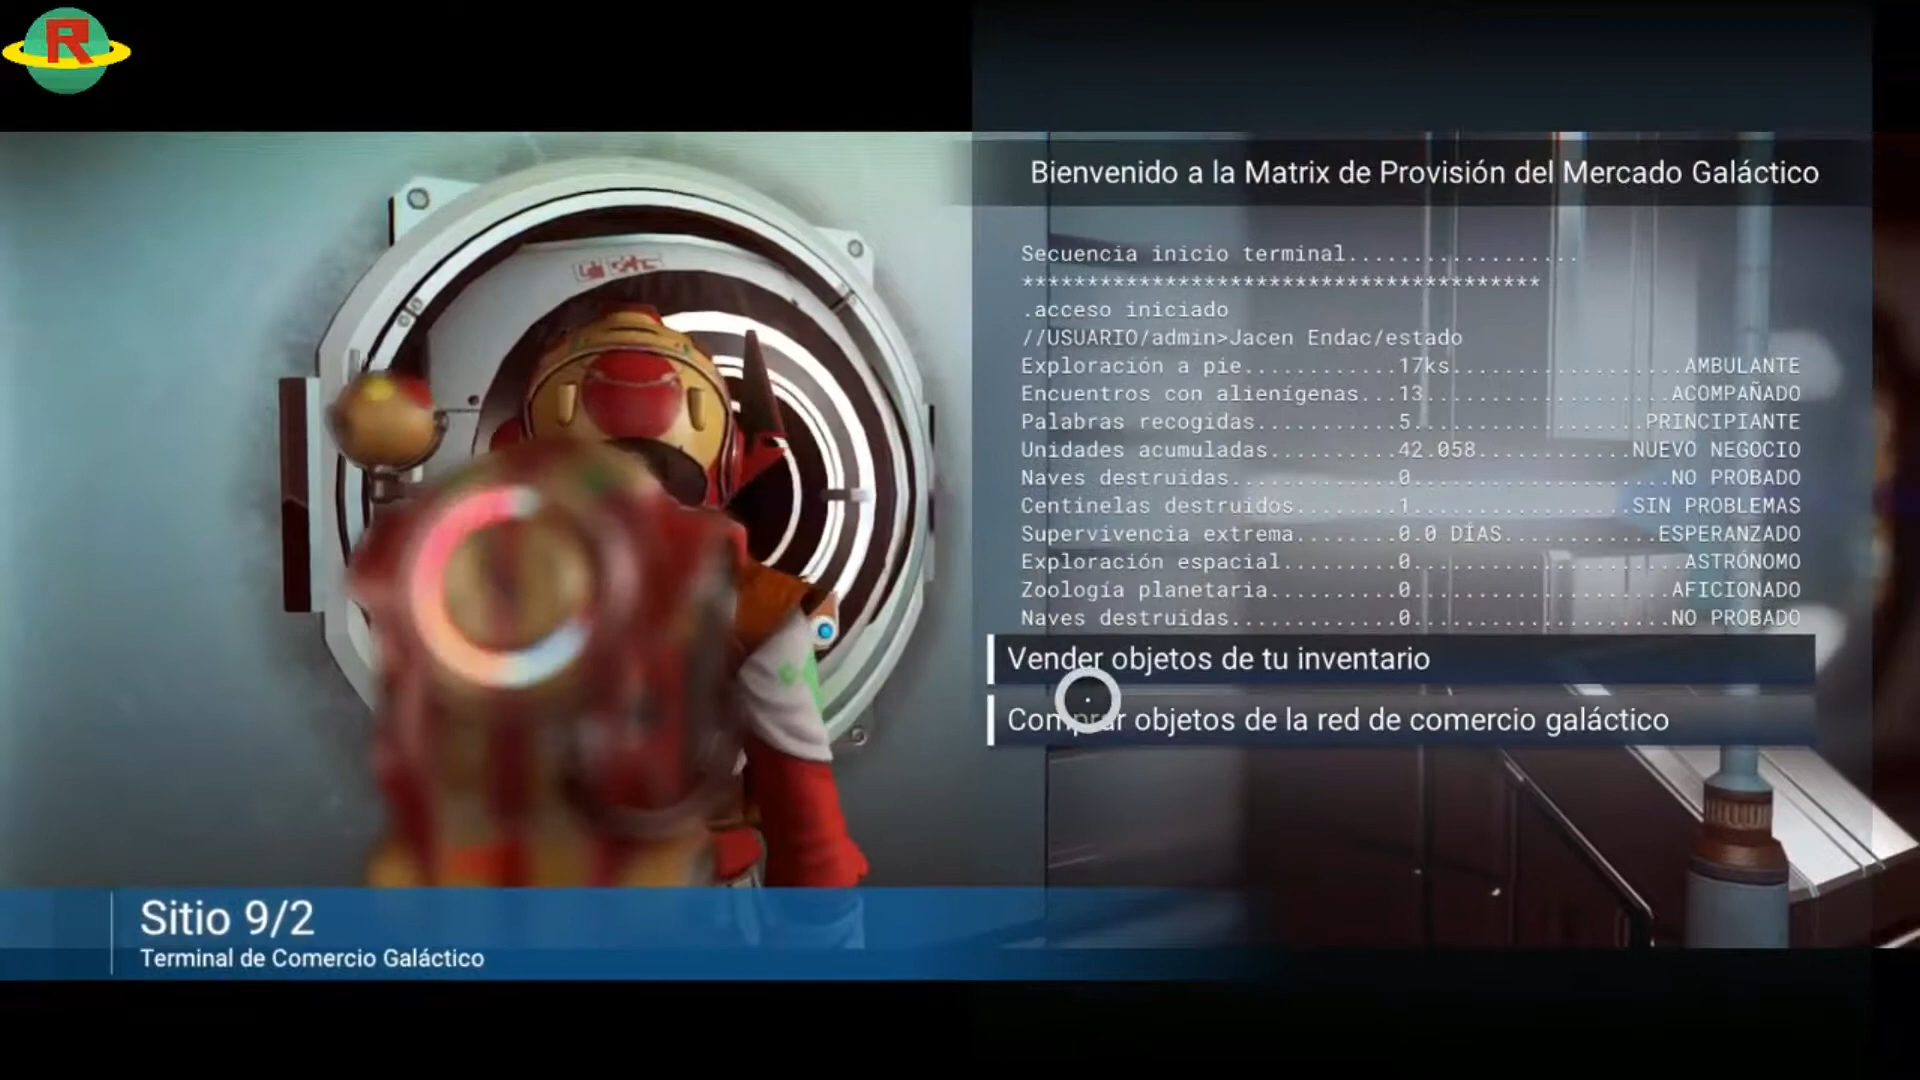 R
Bienvenido a la Matrix de Provisión del Mercado Galáctico
Secuencia inicio terminal..................
****************************************
.acceso iniciado
//USUARIO/admin>Jacen Endac/estado
Exploración a pie............17ks..................AMBULANTE
Encuentros con alienígenas...13...................ACOMPAÑADO
Palabras recogidas...........5..................PRINCIPIANTE
Unidades acumuladas..........42.058............NUEVO NEGOCIO
Naves destruidas.............0....................NO PROBADO
Centinelas destruidos........1.................SIN PROBLEMAS
Supervivencia extrema........0.0 DÍAS............ESPERANZADO
Exploración espacial.........0.....................ASTRÓNOMO
Zoología planetaria..........0....................AFICIONADO
Naves destruidas.............0....................NO PROBADO
Vender objetos de tu inventario
Comprar objetos de la red de comercio galáctico
Sitio 9/2
Terminal de Comercio Galáctico